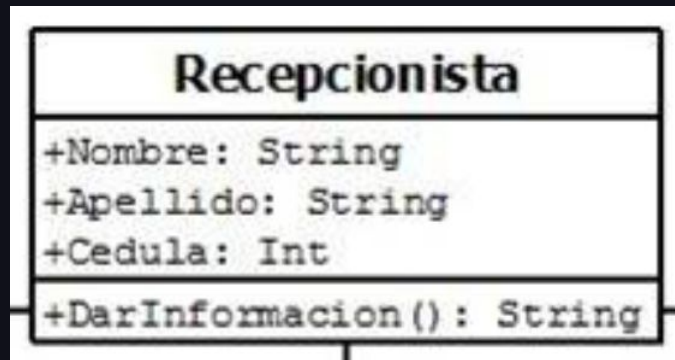 Recepcionista
+Nombre: String
+Apellido: String
+Cedula: Int
+DarInformacion(): String